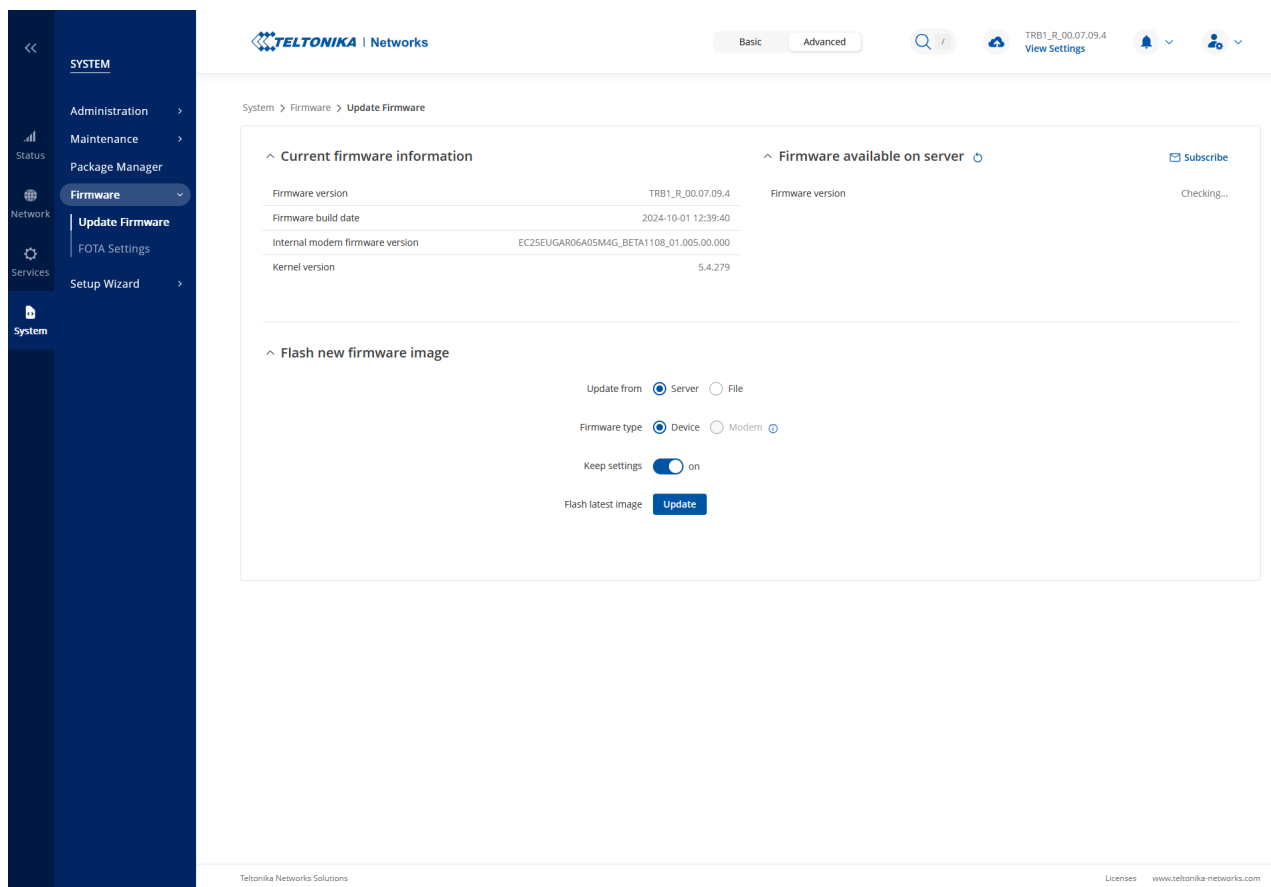 TELTONIKA | Networks
Basic
Advanced
/
TRB1_R_00.07.09.4
View Settings
SYSTEM
Administration
Maintenance
Package Manager
Firmware
Update Firmware
FOTA Settings
Setup Wizard
Status
Network
Services
System
System > Firmware > Update Firmware
Current firmware information
Firmware version TRB1_R_00.07.09.4
Firmware build date 2024-10-01 12:39:40
Internal modem firmware version EC25EUGAR06A05M4G_BETA1108_01.005.00.000
Kernel version 5.4.279
Firmware available on server
Subscribe
Firmware version Checking...
Flash new firmware image
Update from Server File
Firmware type Device Modem
Keep settings on
Flash latest image Update
Teltonika Networks Solutions
Licenses www.teltonika-networks.com